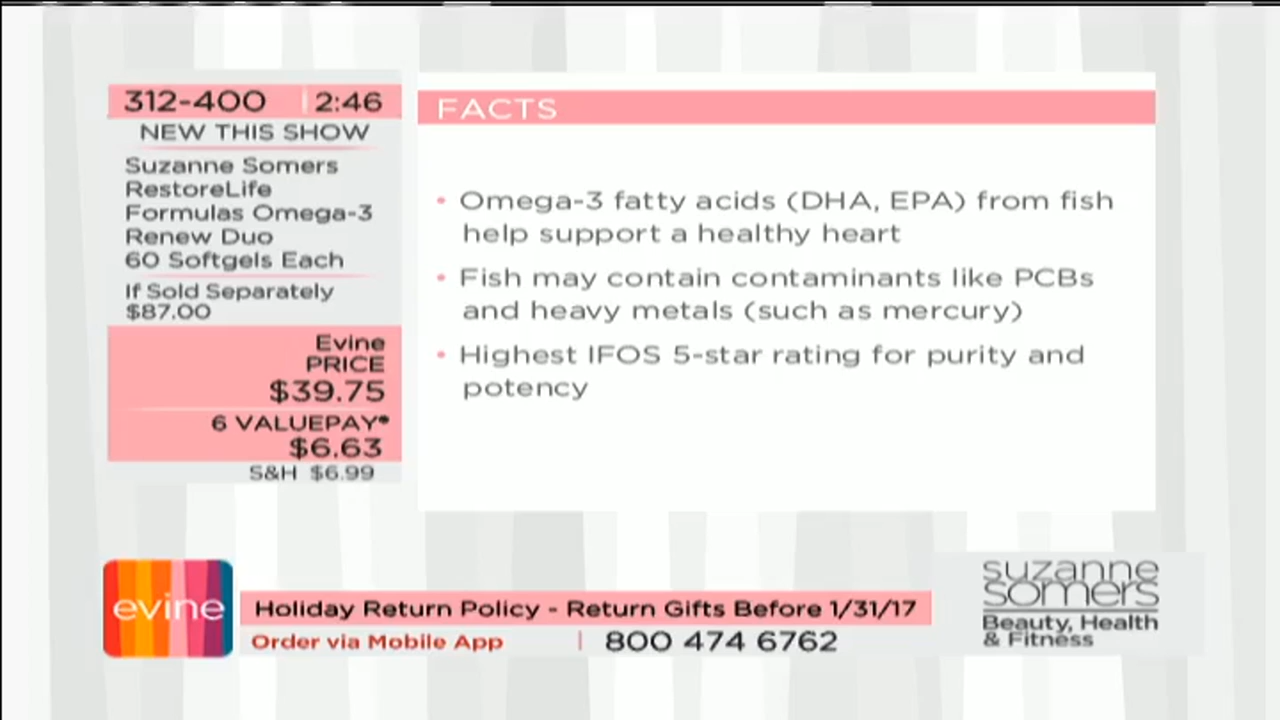 312-400 2:46
NEW THIS SHOW
Suzanne Somers
RestoreLife
Formulas Omega-3
Renew Duo
60 Softgels Each
If Sold Separately
$87.00
Evine
PRICE
$39.75
6 VALUEPAY®
$6.63
S&H $6.99
FACTS
• Omega-3 fatty acids (DHA, EPA) from fish
help support a healthy heart
• Fish may contain contaminants like PCBs
and heavy metals (such as mercury)
• Highest IFOS 5-star rating for purity and
potency
evine
Holiday Return Policy - Return Gifts Before 1/31/17
Order via Mobile App | 800 474 6762
suzanne
somers
Beauty, Health
& Fitness